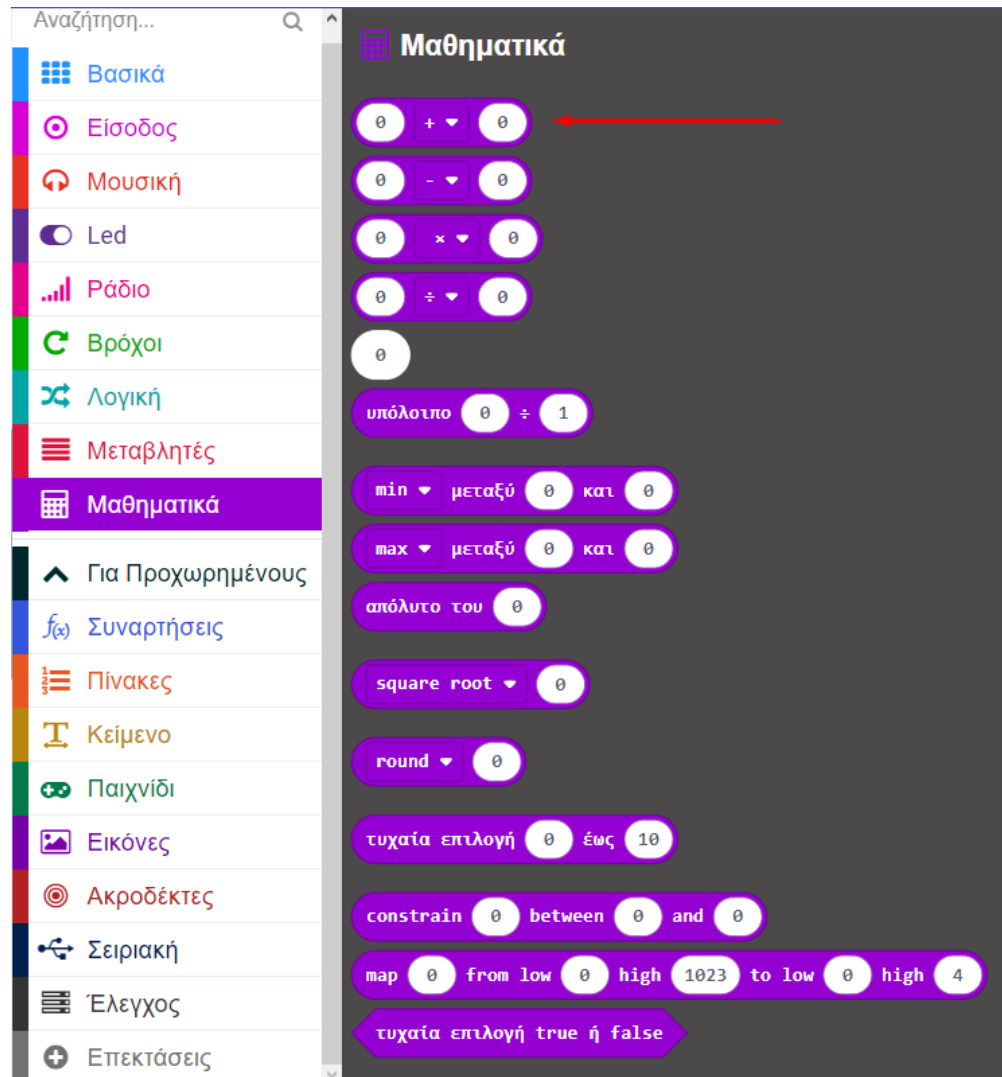 Αναζήτηση...
Βασικά
Είσοδος
Μουσική
Led
Ράδιο
Βρόχοι
Λογική
Μεταβλητές
Μαθηματικά
Για Προχωρημένους
f(x) Συναρτήσεις
1 2 3 Πίνακες
T Κείμενο
Παιχνίδι
Εικόνες
Ακροδέκτες
Σειριακή
Έλεγχος
Επεκτάσεις
Μαθηματικά
0 + 0
0 - 0
0 × 0
0 ÷ 0
0
υπόλοιπο 0 ÷ 1
min μεταξύ 0 και 0
max μεταξύ 0 και 0
απόλυτο του 0
square root 0
round 0
τυχαία επιλογή 0 έως 10
constrain 0 between 0 and 0
map 0 from low 0 high 1023 to low 0 high 4
τυχαία επιλογή true ή false